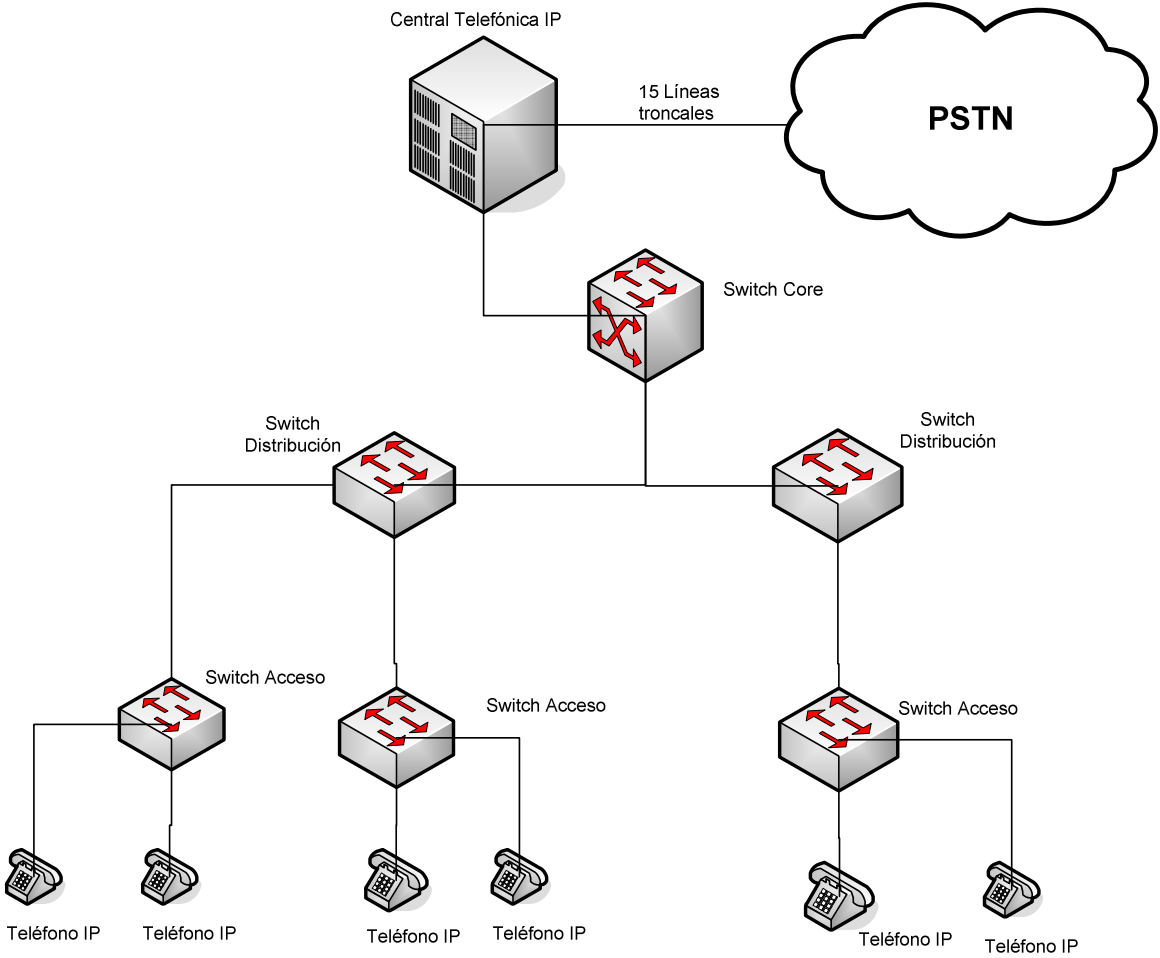 Central Telefónica IP
15 Líneas
troncales
PSTN
Switch Core
Switch
Distribución
Switch
Distribución
Switch Acceso
Switch Acceso
Switch Acceso
Teléfono IP
Teléfono IP
Teléfono IP
Teléfono IP
Teléfono IP
Teléfono IP